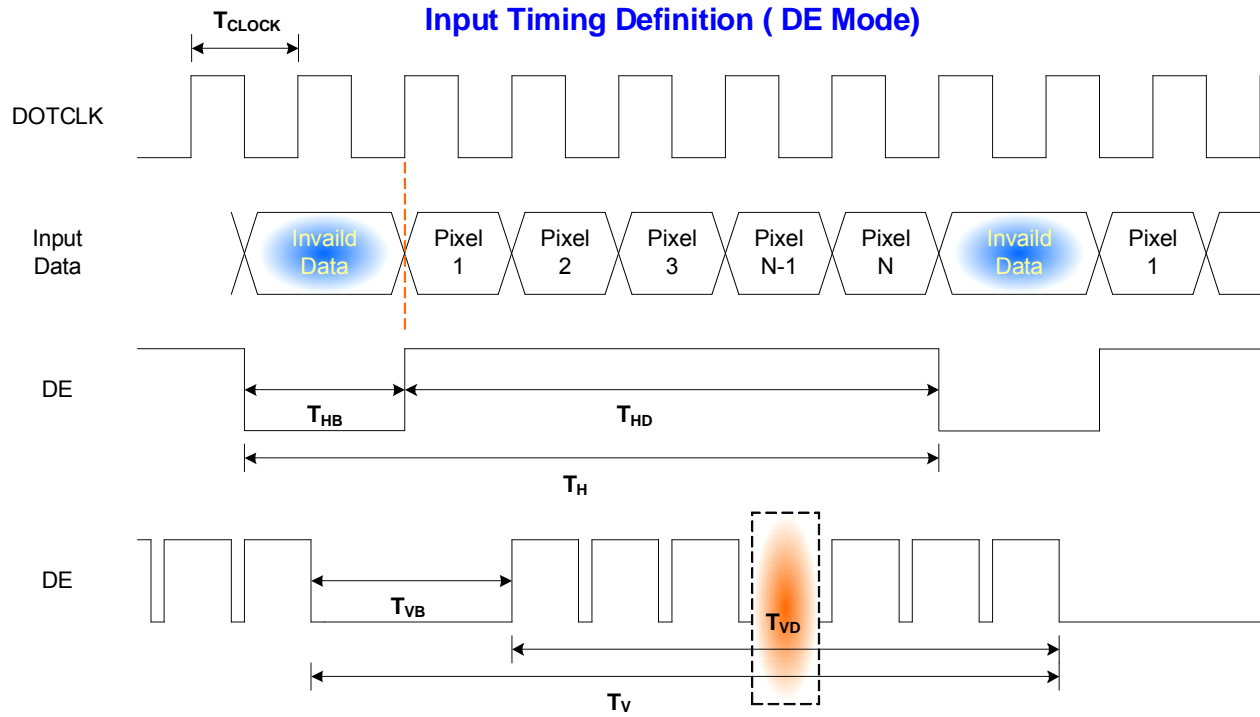 Input Timing Definition ( DE Mode)
TCLOCK
DOTCLK
Input
Data
Invaild
Data
Pixel
1
Pixel
2
Pixel
3
Pixel
N-1
Pixel
N
Invaild
Data
Pixel
1
DE
THB
THD
TH
DE
TVB
TVD
TV